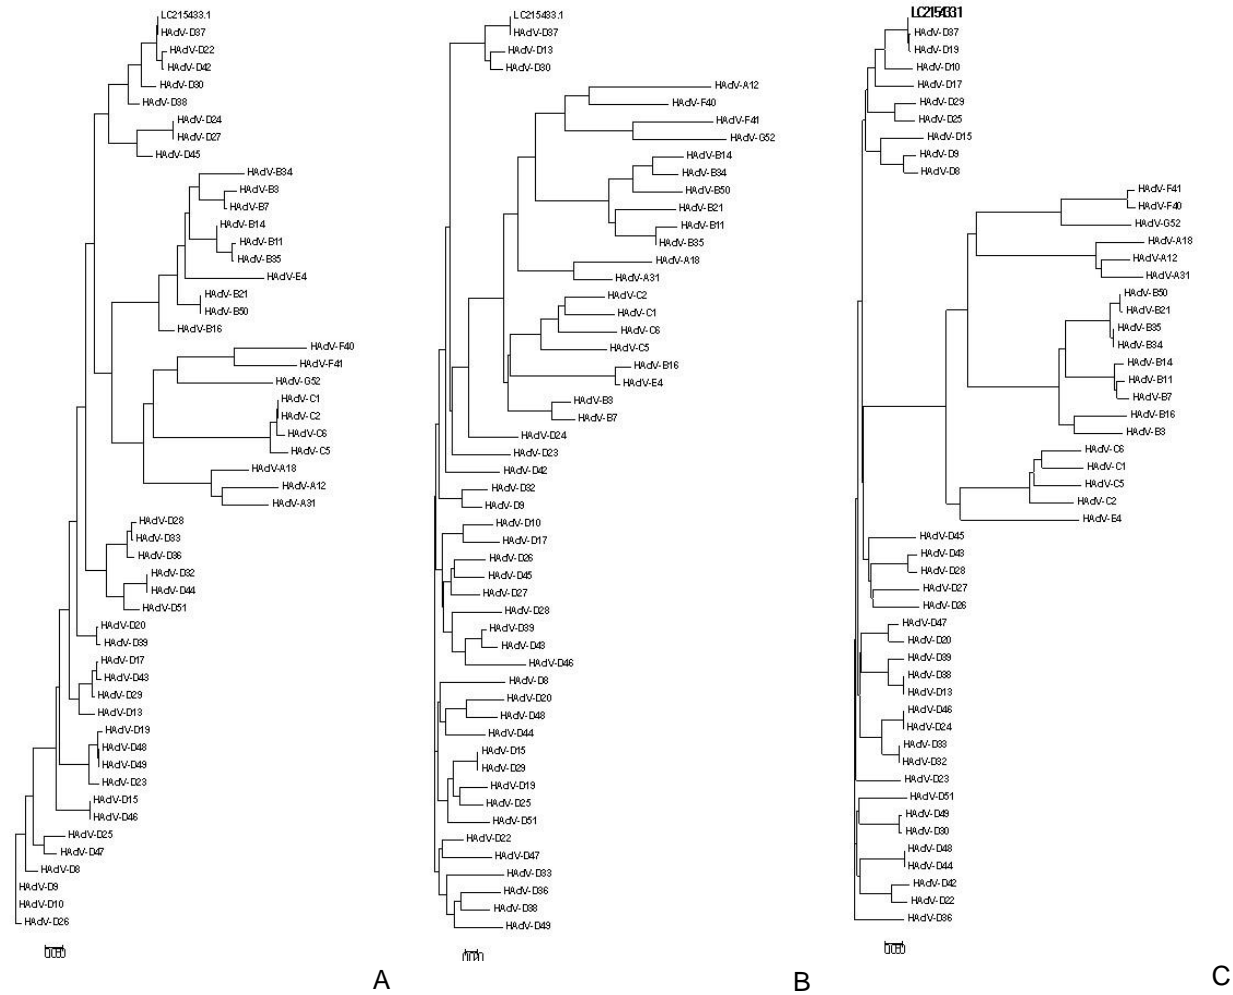 LC215433.1
HAdV-D37
HAdV-D22
HAdV-D42
HAdV-D30
HAdV-D38
HAdV-D24
HAdV-D27
HAdV-D45
HAdV-B34
HAdV-B3
HAdV-B7
HAdV-B14
HAdV-B11
HAdV-B35
HAdV-E4
HAdV-B21
HAdV-B50
HAdV-B16
HAdV-F40
HAdV-F41
HAdV-G52
HAdV-C1
HAdV-C2
HAdV-C6
HAdV-C5
HAdV-A18
HAdV-A12
HAdV-A31
HAdV-D28
HAdV-D33
HAdV-D36
HAdV-D32
HAdV-D44
HAdV-D51
HAdV-D20
HAdV-D39
HAdV-D17
HAdV-D43
HAdV-D29
HAdV-D13
HAdV-D19
HAdV-D48
HAdV-D49
HAdV-D23
HAdV-D15
HAdV-D46
HAdV-D25
HAdV-D47
HAdV-D8
HAdV-D9
HAdV-D10
HAdV-D26
A
LC215433.1
HAdV-D37
HAdV-D13
HAdV-D30
HAdV-A12
HAdV-F40
HAdV-F41
HAdV-G52
HAdV-B14
HAdV-B34
HAdV-B50
HAdV-B21
HAdV-B11
HAdV-B35
HAdV-A18
HAdV-A31
HAdV-C2
HAdV-C1
HAdV-C6
HAdV-C5
HAdV-B16
HAdV-E4
HAdV-B3
HAdV-B7
HAdV-D24
HAdV-D23
HAdV-D42
HAdV-D32
HAdV-D9
HAdV-D10
HAdV-D17
HAdV-D26
HAdV-D45
HAdV-D27
HAdV-D28
HAdV-D39
HAdV-D43
HAdV-D46
HAdV-D8
HAdV-D20
HAdV-D48
HAdV-D44
HAdV-D15
HAdV-D29
HAdV-D19
HAdV-D25
HAdV-D51
HAdV-D22
HAdV-D47
HAdV-D33
HAdV-D36
HAdV-D38
HAdV-D49
B
LC215433.1
HAdV-D37
HAdV-D19
HAdV-D10
HAdV-D17
HAdV-D29
HAdV-D25
HAdV-D15
HAdV-D9
HAdV-D8
HAdV-F41
HAdV-F40
HAdV-G52
HAdV-A18
HAdV-A12
HAdV-A31
HAdV-B50
HAdV-B21
HAdV-B35
HAdV-B34
HAdV-B14
HAdV-B11
HAdV-B7
HAdV-B16
HAdV-B3
HAdV-C6
HAdV-C1
HAdV-C5
HAdV-C2
HAdV-E4
HAdV-D45
HAdV-D43
HAdV-D28
HAdV-D27
HAdV-D26
HAdV-D47
HAdV-D20
HAdV-D39
HAdV-D38
HAdV-D13
HAdV-D46
HAdV-D24
HAdV-D33
HAdV-D32
HAdV-D23
HAdV-D51
HAdV-D49
HAdV-D30
HAdV-D48
HAdV-D44
HAdV-D42
HAdV-D22
HAdV-D36
C